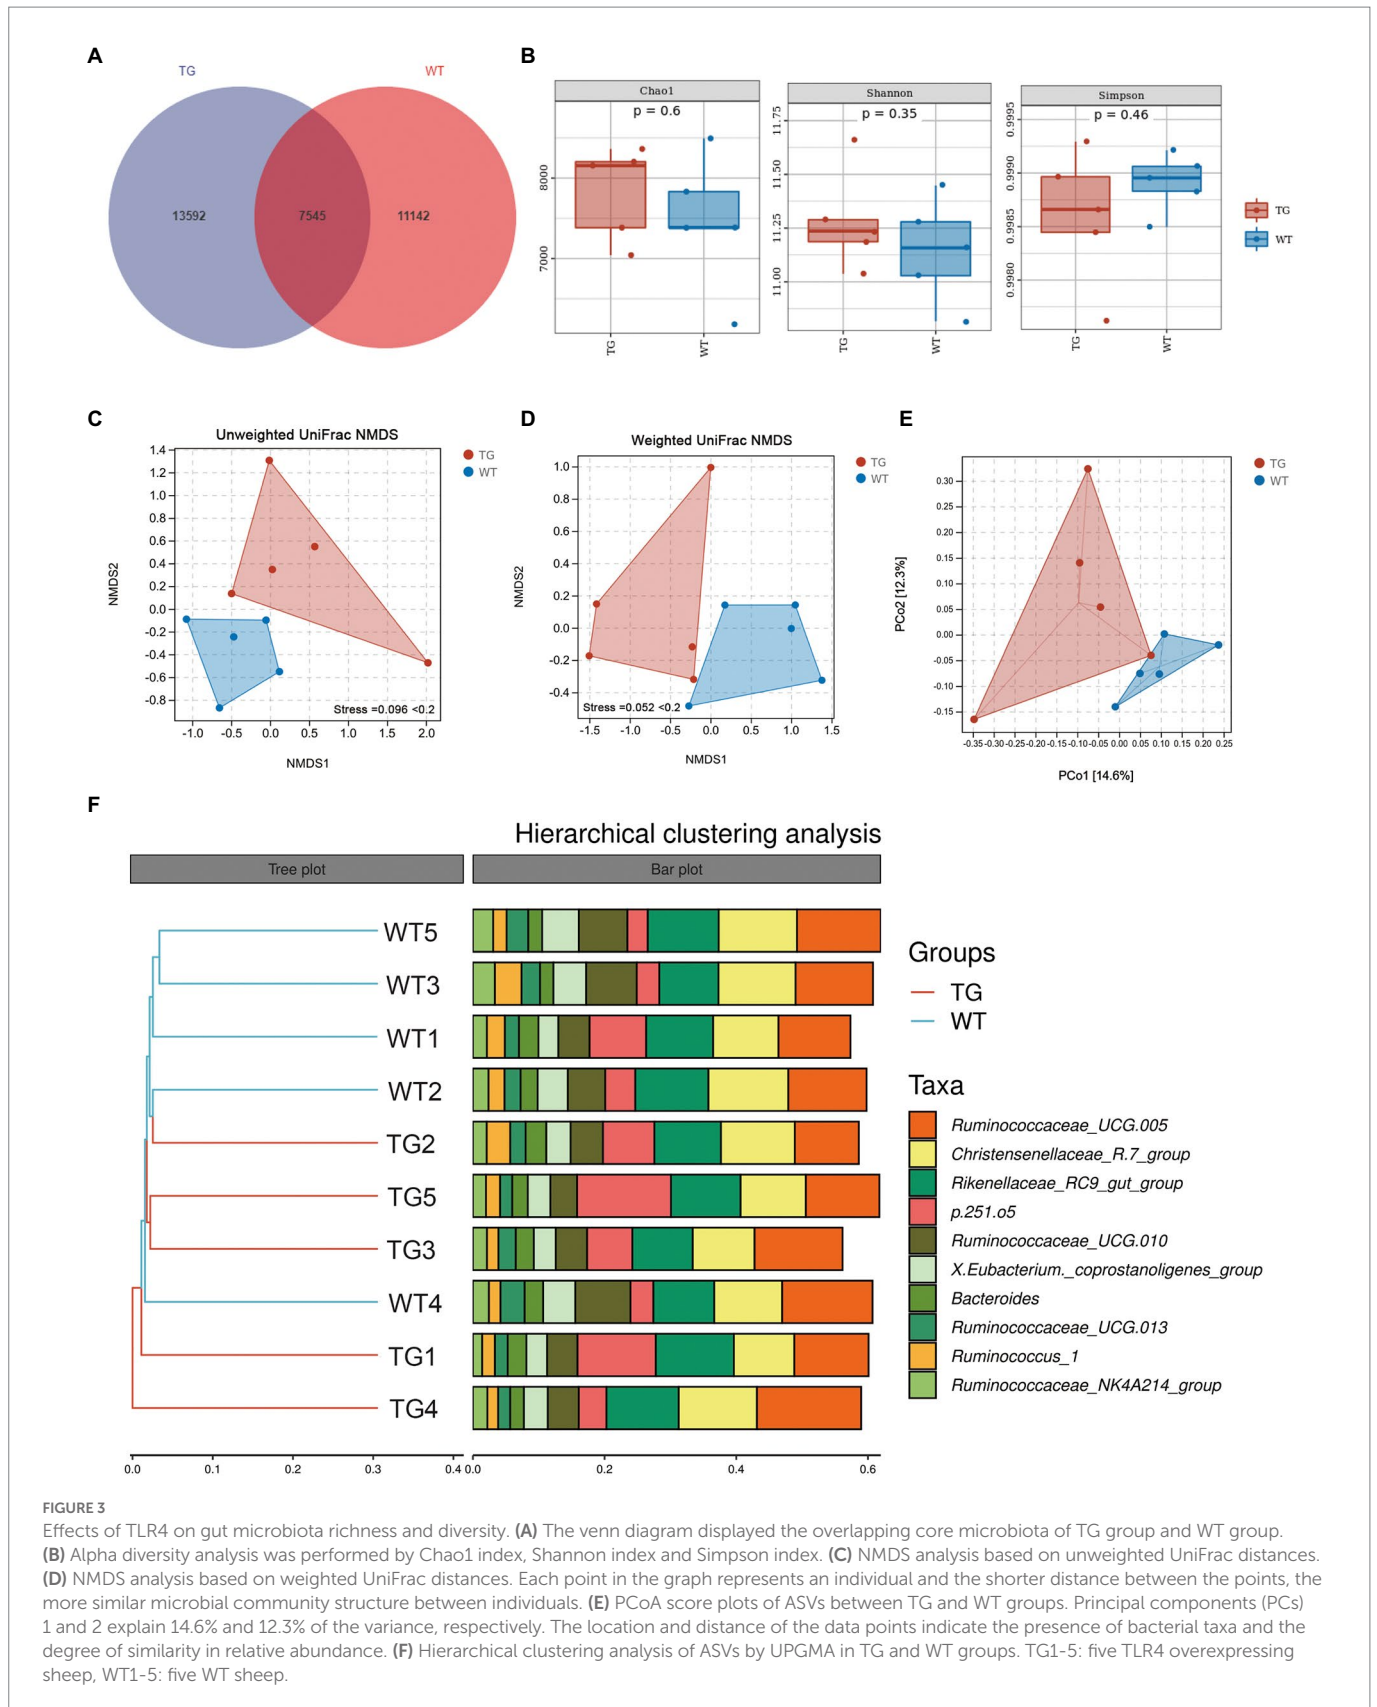 A
TG
WT
13592
7545
11142
B
Chao1
p = 0.6
8000
7000
TG
WT
Shannon
p = 0.35
11.75
11.50
11.25
11.00
TG
WT
Simpson
p = 0.46
0.9995
0.9990
0.9985
0.9980
TG
WT
TG
WT
C
Unweighted UniFrac NMDS
TG
WT
NMDS2
1.4
1.2
1.0
0.8
0.6
0.4
0.2
0.0
-0.2
-0.4
-0.6
-0.8
Stress =0.096 <0.2
-1.0 -0.5 0.0 0.5 1.0 1.5 2.0
NMDS1
D
Weighted UniFrac NMDS
TG
WT
NMDS2
1.0
0.8
0.6
0.4
0.2
0.0
-0.2
-0.4
Stress =0.052 <0.2
-1.5 -1.0 -0.5 0.0 0.5 1.0 1.5
NMDS1
E
TG
WT
PCo2 [12.3%]
0.30
0.25
0.20
0.15
0.10
0.05
0.00
-0.05
-0.10
-0.15
-0.35 -0.30 -0.25 -0.20 -0.15 -0.10 -0.05 0.00 0.05 0.10 0.15 0.20 0.25
PCo1 [14.6%]
F
Hierarchical clustering analysis
Tree plot
Bar plot
WT5
WT3
WT1
WT2
TG2
TG5
TG3
WT4
TG1
TG4
0.0 0.1 0.2 0.3 0.4
0.0 0.2 0.4 0.6
Groups
TG
WT
Taxa
Ruminococcaceae_UCG.005
Christensenellaceae_R.7_group
Rikenellaceae_RC9_gut_group
p.251.o5
Ruminococcaceae_UCG.010
X.Eubacterium._coprostanoligenes_group
Bacteroides
Ruminococcaceae_UCG.013
Ruminococcus_1
Ruminococcaceae_NK4A214_group
FIGURE 3
Effects of TLR4 on gut microbiota richness and diversity. (A) The venn diagram displayed the overlapping core microbiota of TG group and WT group.
(B) Alpha diversity analysis was performed by Chao1 index, Shannon index and Simpson index. (C) NMDS analysis based on unweighted UniFrac distances.
(D) NMDS analysis based on weighted UniFrac distances. Each point in the graph represents an individual and the shorter distance between the points, the
more similar microbial community structure between individuals. (E) PCoA score plots of ASVs between TG and WT groups. Principal components (PCs)
1 and 2 explain 14.6% and 12.3% of the variance, respectively. The location and distance of the data points indicate the presence of bacterial taxa and the
degree of similarity in relative abundance. (F) Hierarchical clustering analysis of ASVs by UPGMA in TG and WT groups. TG1-5: five TLR4 overexpressing
sheep, WT1-5: five WT sheep.